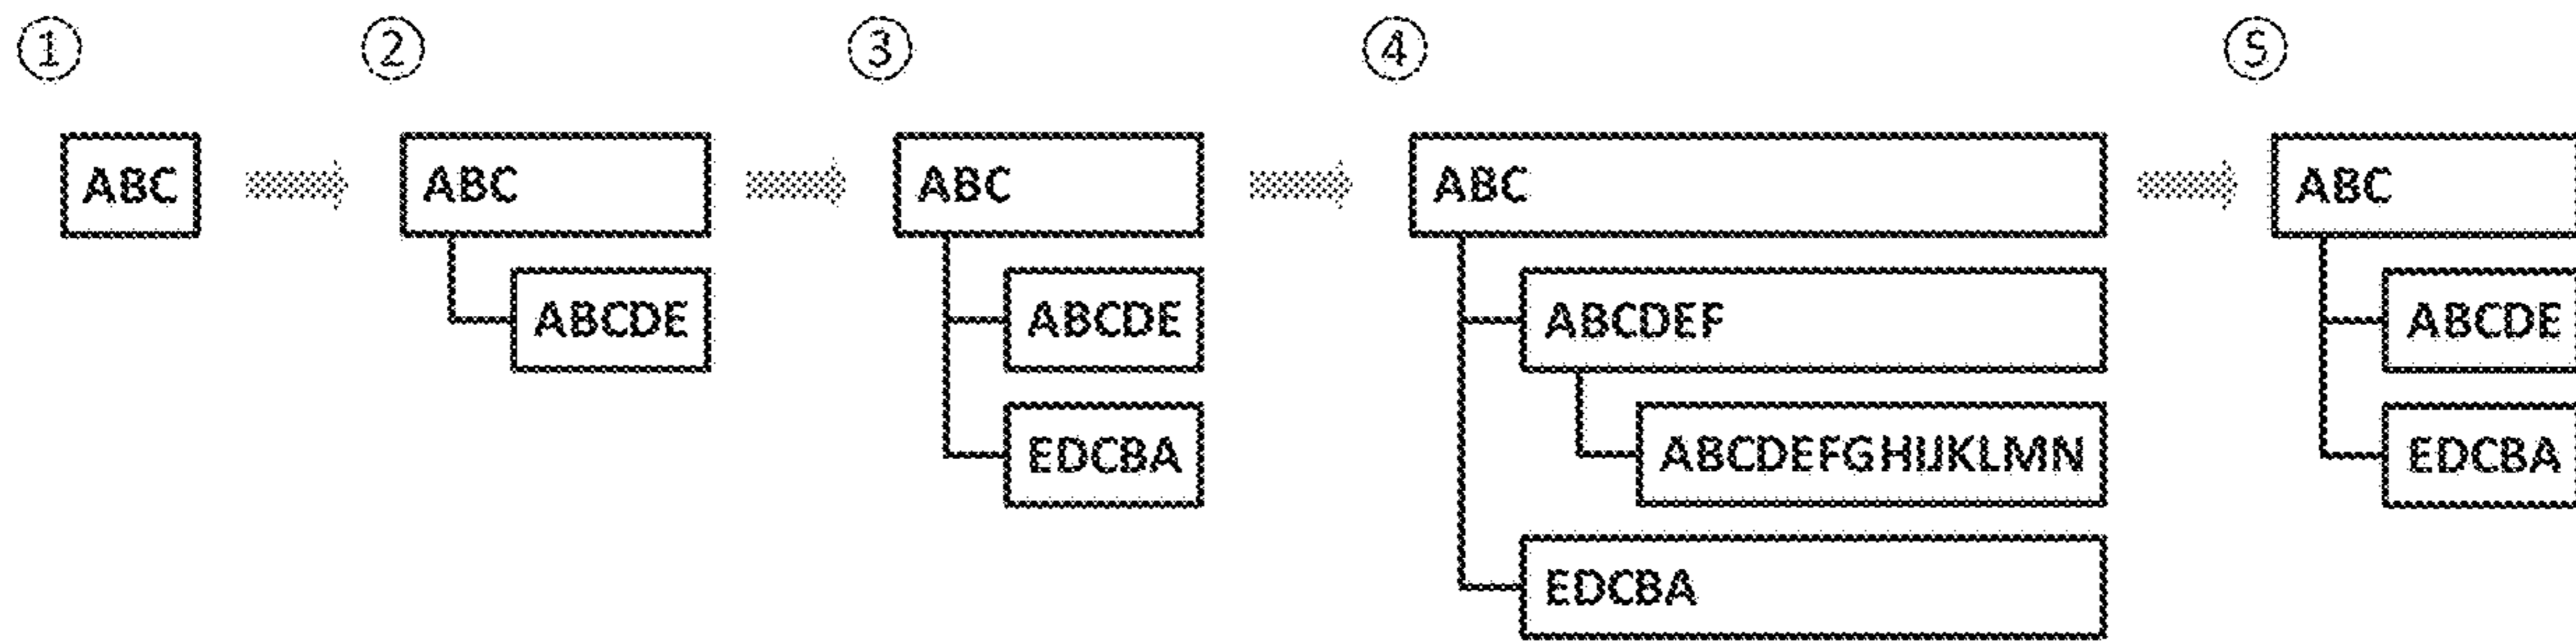 ① ② ③ ④ ⑤
ABC ABC ABC ABC ABC
ABCDE ABCDE ABCDEF ABCDE
EDCBA ABCDEFGHIJKLMN EDCBA
EDCBA